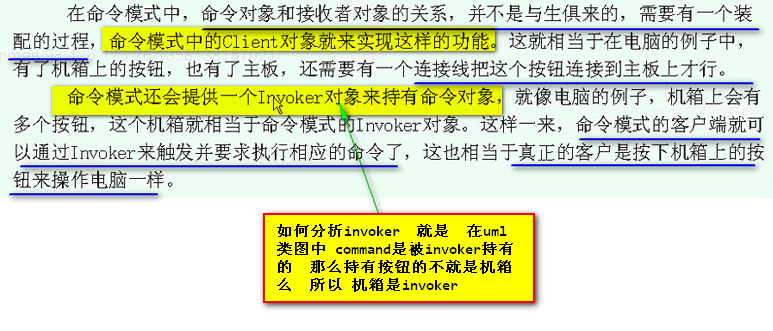 在命令模式中，命令对象和接收者对象的关系，并不是与生俱来的，需要有一个装
配的过程，命令模式中的Client对象就来实现这样的功能。这就相当于在电脑的例子中，
有了机箱上的按钮，也有了主板，还需要有一个连接线把这个按钮连接到主板上才行。
命令模式还会提供一个Invoker对象来持有命令对象，就像电脑的例子，机箱上会有
多个按钮，这个机箱就相当于命令模式的Invoker对象。这样一来，命令模式的客户端就可
以通过Invoker来触发并要求执行相应的命令了，这也相当于真正的客户是按下机箱上的按
钮来操作电脑一样。
如何分析invoker 就是 在uml
类图中 command是被invoker持有
的 那么持有按钮的不就是机箱
么 所以 机箱是invoker